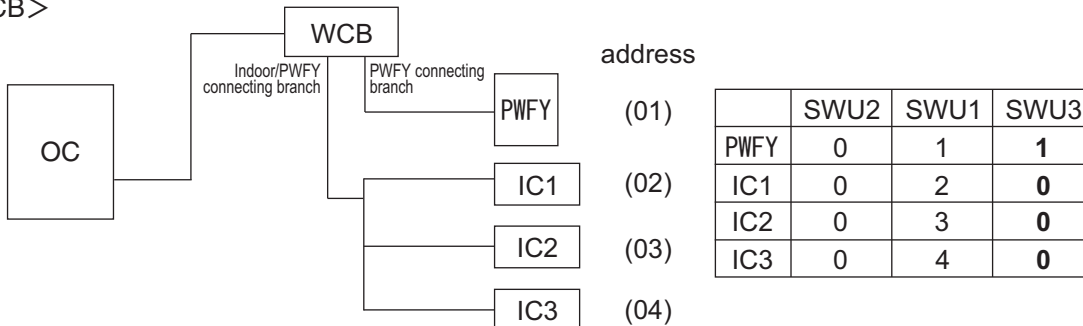 CB＞
WCB
address
Indoor/PWFY
connecting branch
PWFY connecting
branch
OC
PWFY
(01)
IC1
(02)
IC2
(03)
IC3
(04)
SWU2 SWU1 SWU3
PWFY 0 1 1
IC1 0 2 0
IC2 0 3 0
IC3 0 4 0